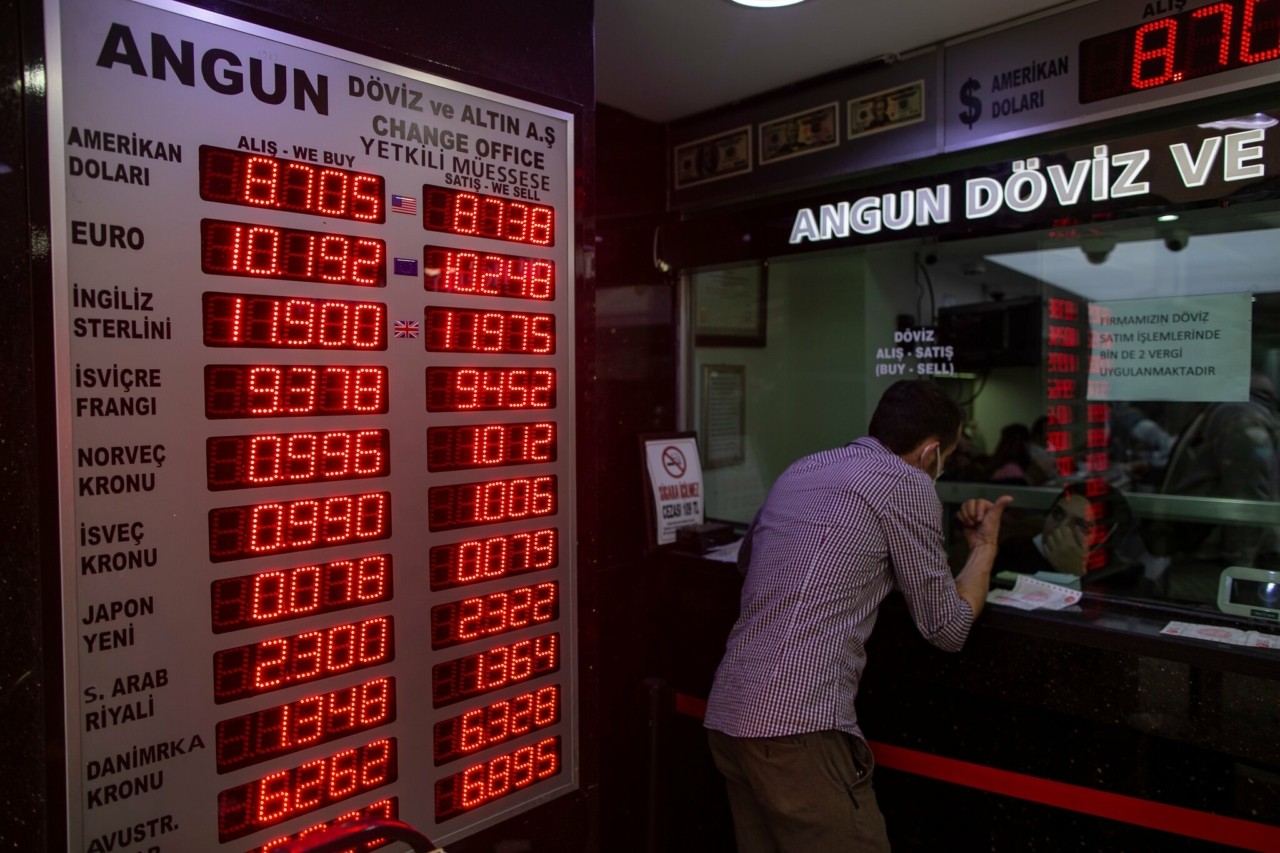 ANGUN
DÖVİZ ve ALTIN A.Ş
CHANGE OFFICE
YETKİLİ MÜESSESE
ALIŞ - WE BUY
SATIŞ - WE SELL
AMERİKAN
DOLARI
8.705 8.738
EURO
10.192 10.248
İNGİLİZ
STERLİNİ
11.900 11.975
İSVİÇRE
FRANGI
9.378 9.452
NORVEÇ
KRONU
0.996 1.012
İSVEÇ
KRONU
0.990 1.006
JAPON
YENİ
0.078 0.079
S. ARAB
RİYALİ
2.300 2.322
DANİMRKA
KRONU
1.348 1.364
AVUSTR.
6.262 6.328
6.895
ALIŞ
$ AMERİKAN
DOLARI
8.70
ANGUN DÖVİZ VE
DÖVİZ
ALIŞ - SATIŞ
(BUY - SELL)
FİRMAMIZIN DÖVİZ
SATIM İŞLEMLERİNDE
BİN DE 2 VERGİ
UYGULANMAKTADIR
SİGARA İÇİLMEZ